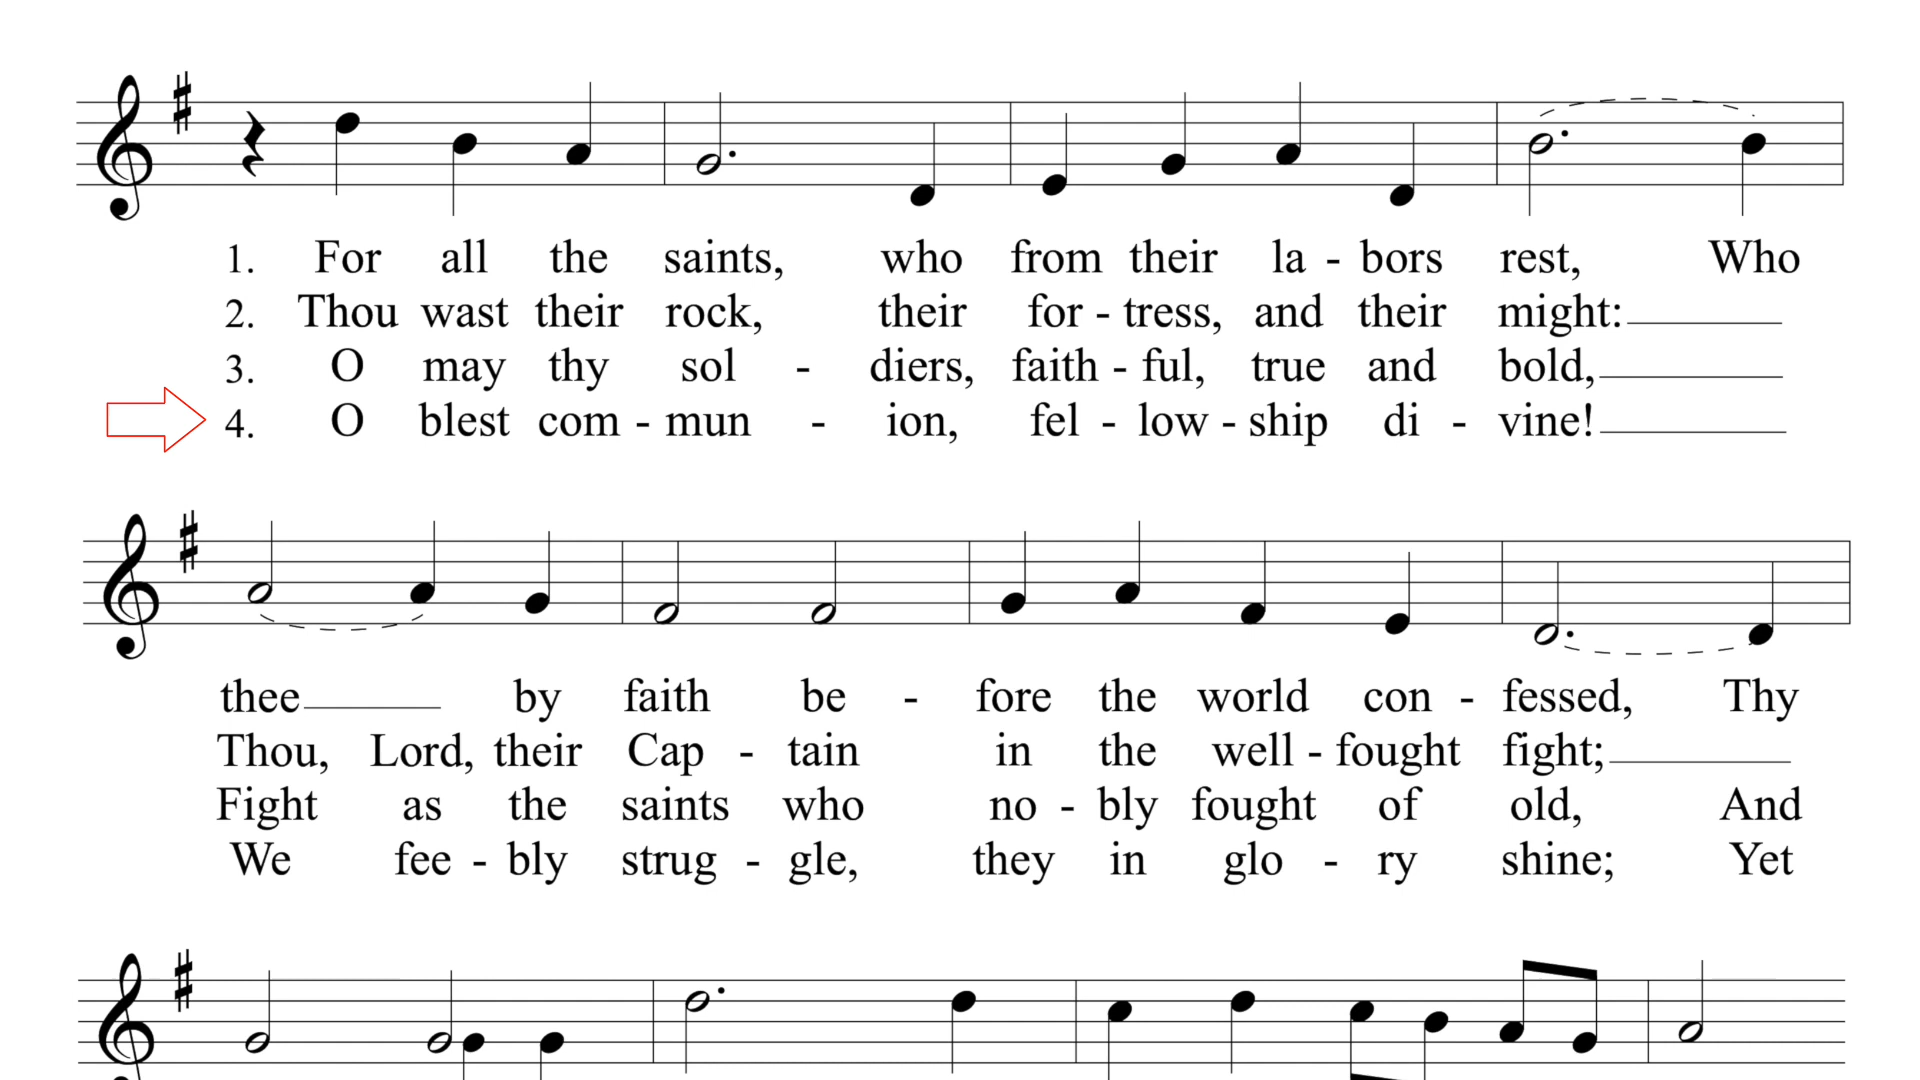 1. For all the saints, who from their la - bors rest, Who
2. Thou wast their rock, their for - tress, and their might:
3. O may thy sol - diers, faith - ful, true and bold,
4. O blest com - mun - ion, fel - low - ship di - vine!
thee by faith be - fore the world con - fessed, Thy
Thou, Lord, their Cap - tain in the well - fought fight;
Fight as the saints who no - bly fought of old, And
We fee - bly strug - gle, they in glo - ry shine; Yet